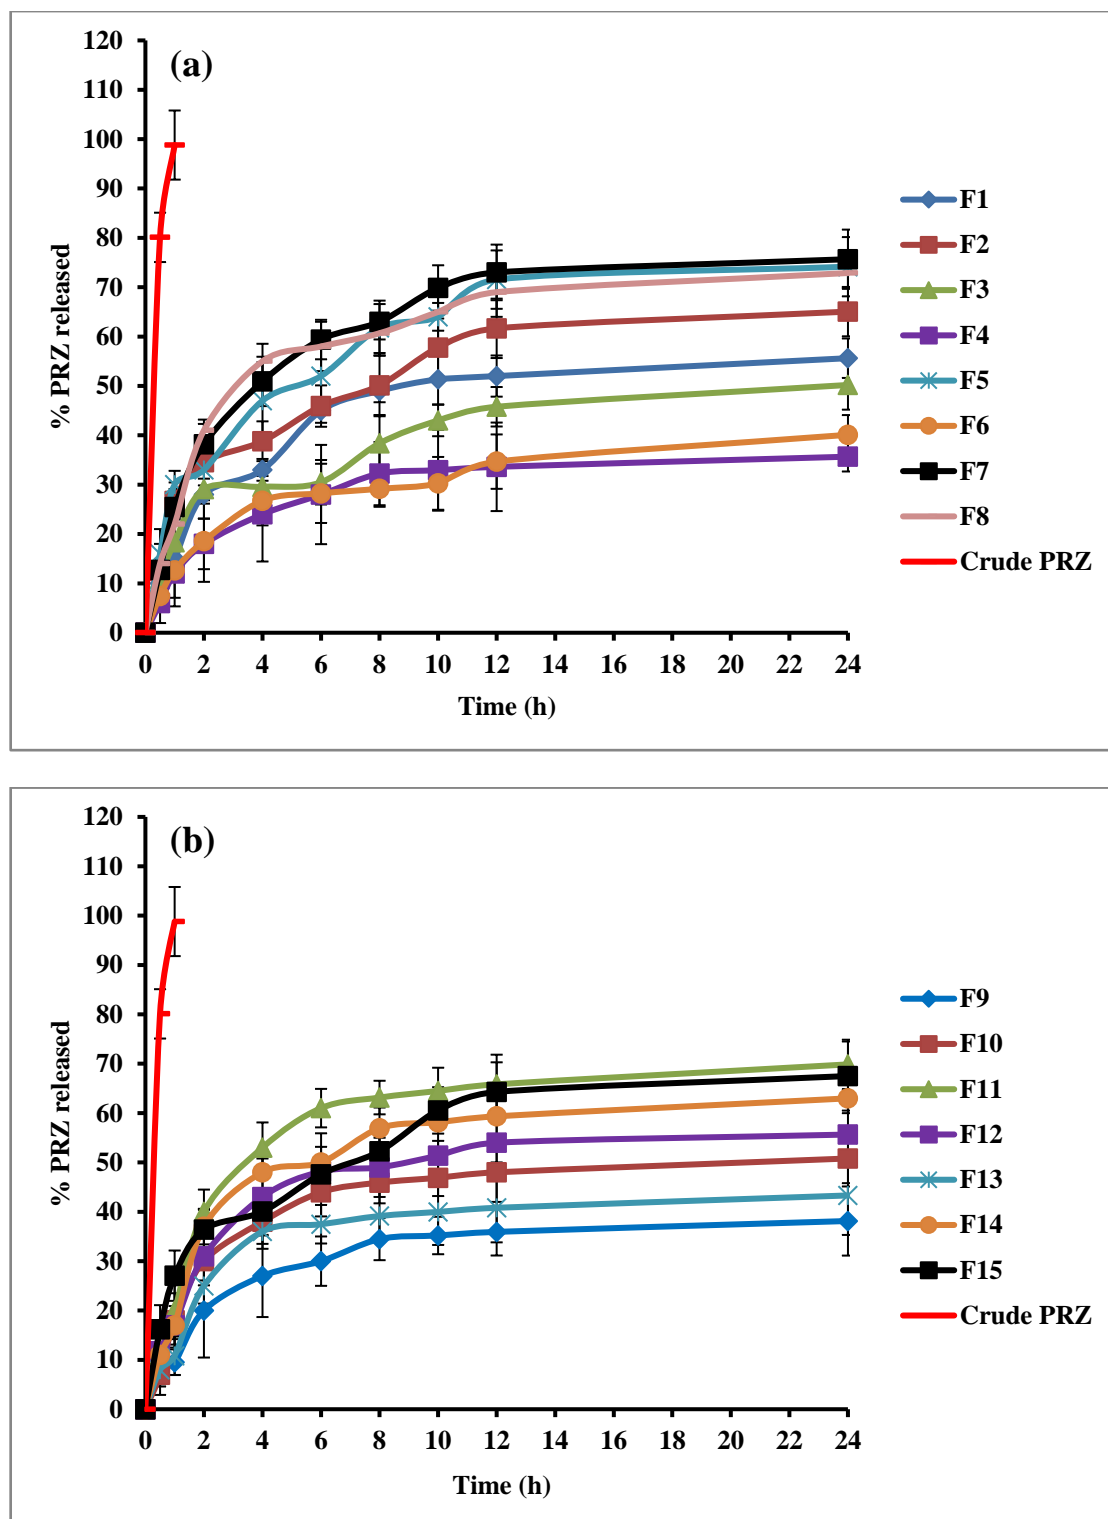 (a)
% PRZ released
120
110
100
90
80
70
60
50
40
30
20
10
0
0 2 4 6 8 10 12 14 16 18 20 22 24
Time (h)
F1
F2
F3
F4
F5
F6
F7
F8
Crude PRZ
(b)
% PRZ released
120
110
100
90
80
70
60
50
40
30
20
10
0
0 2 4 6 8 10 12 14 16 18 20 22 24
Time (h)
F9
F10
F11
F12
F13
F14
F15
Crude PRZ